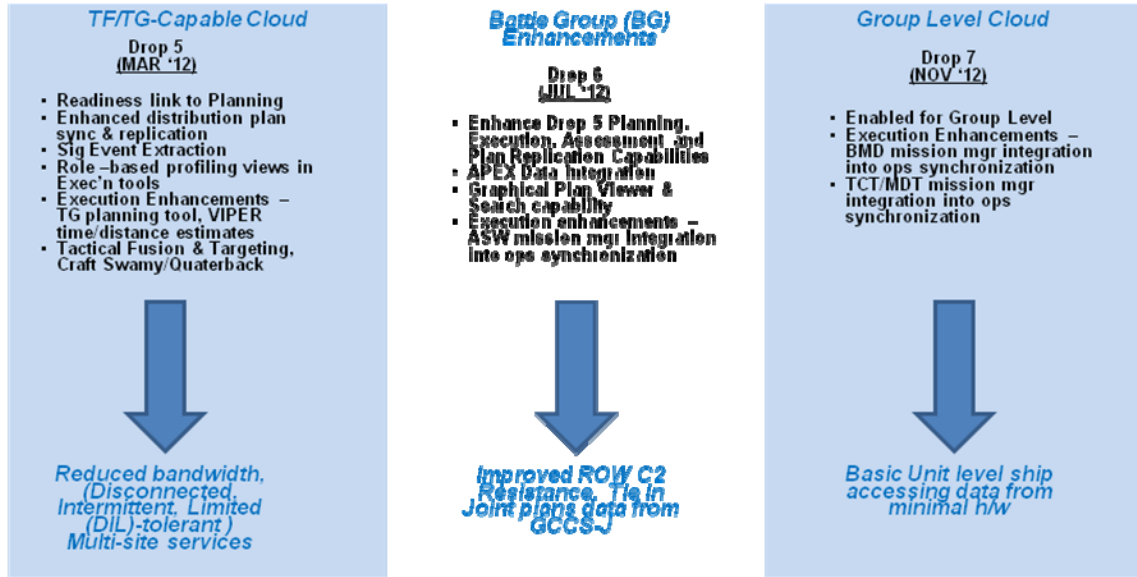 TF/TG-Capable Cloud
Drop 5
(MAR ‘12)
▪ Readiness link to Planning
▪ Enhanced distribution plan
sync & replication
▪ Sig Event Extraction
▪ Role –based profiling views in
Exec’n tools
▪ Execution Enhancements –
TG planning tool, VIPER
time/distance estimates
▪ Tactical Fusion & Targeting,
Craft Swamy/Quaterback
Reduced bandwidth,
(Disconnected,
Intermittent, Limited
(DIL)-tolerant )
Multi-site services
Battle Group (BG)
Enhancements
Drop 6
(JUL ‘12)
▪ Enhance Drop 5 Planning,
Execution, Assessment and
Plan Replication Capabilities
▪ APEX Data Integration
▪ Graphical Plan Viewer &
Search capability
▪ Execution enhancements –
ASW mission mgr Integration
into ops synchronization
Improved ROW C2
Resistance, Tie in
Joint plans data from
GCCS-J
Group Level Cloud
Drop 7
(NOV ‘12)
▪ Enabled for Group Level
▪ Execution Enhancements –
BMD mission mgr integration
into ops synchronization
▪ TCT/MDT mission mgr
integration into ops
synchronization
Basic Unit level ship
accessing data from
minimal h/w